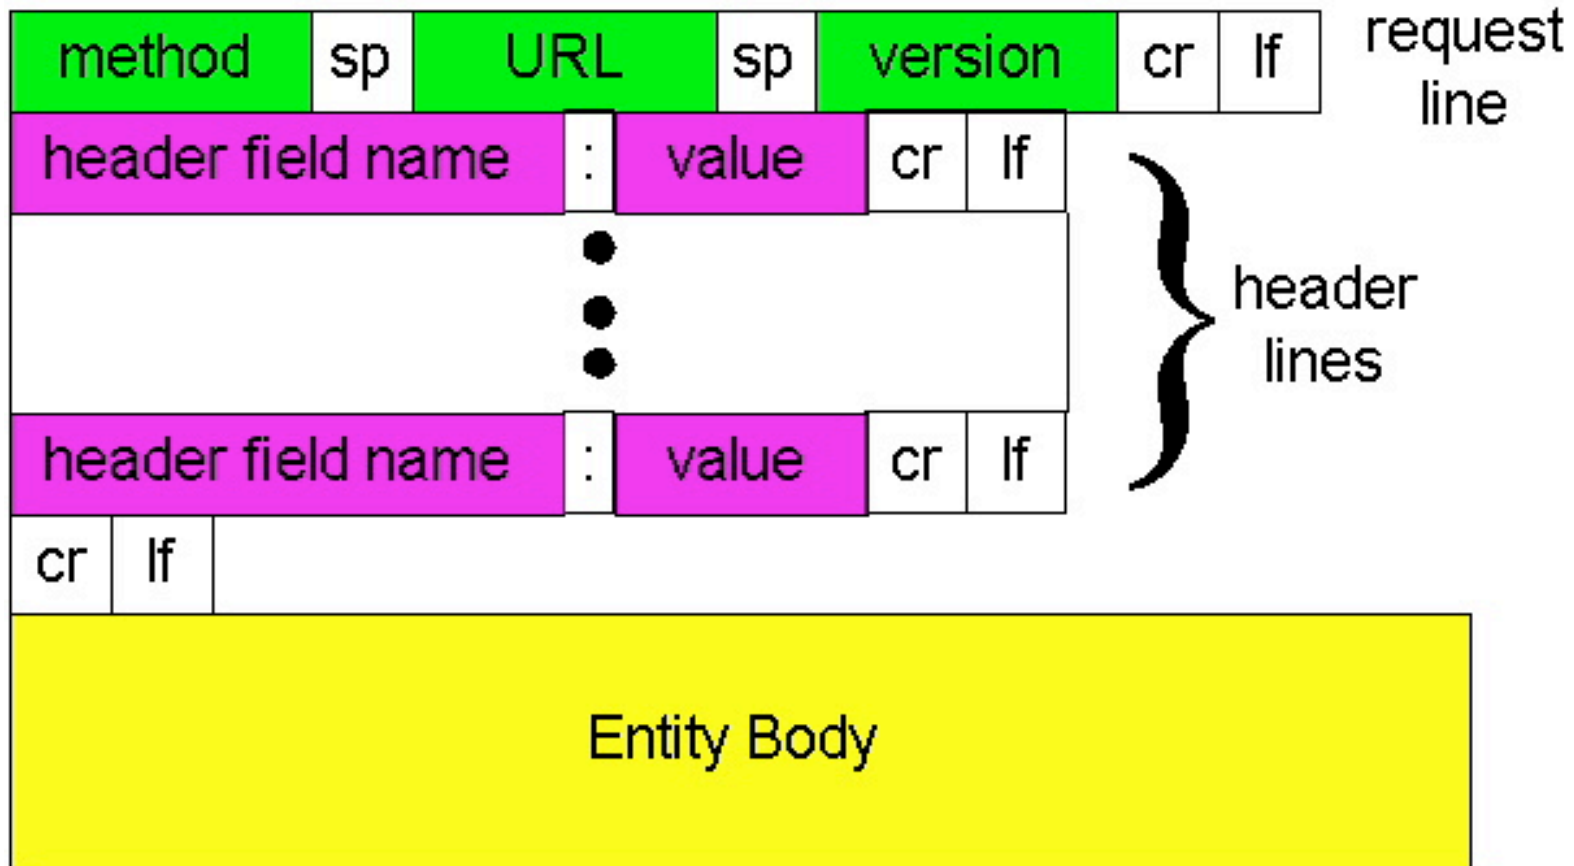 method sp URL sp version cr lf
request
line
header field name : value cr lf
header
lines
header field name : value cr lf
cr lf
Entity Body